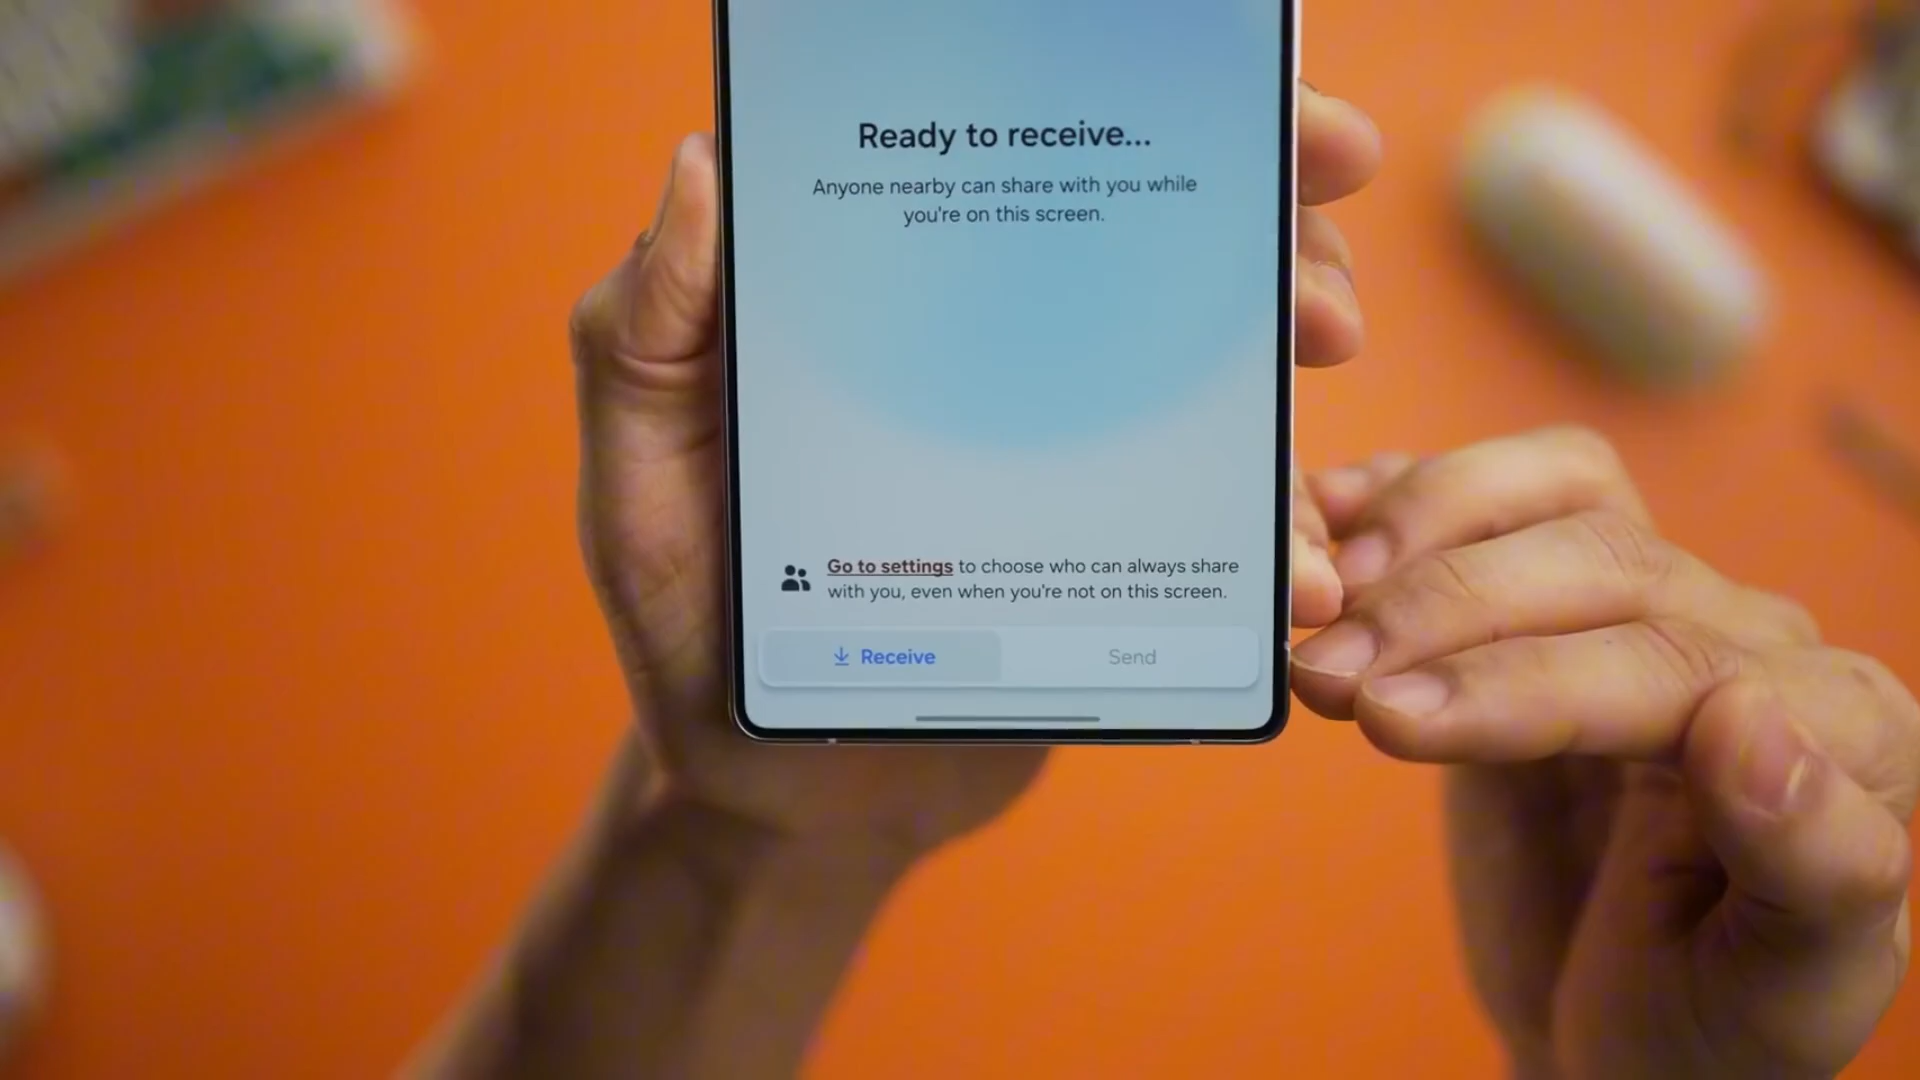 Ready to receive...
Anyone nearby can share with you while
you're on this screen.
Go to settings to choose who can always share
with you, even when you're not on this screen.
Receive
Send